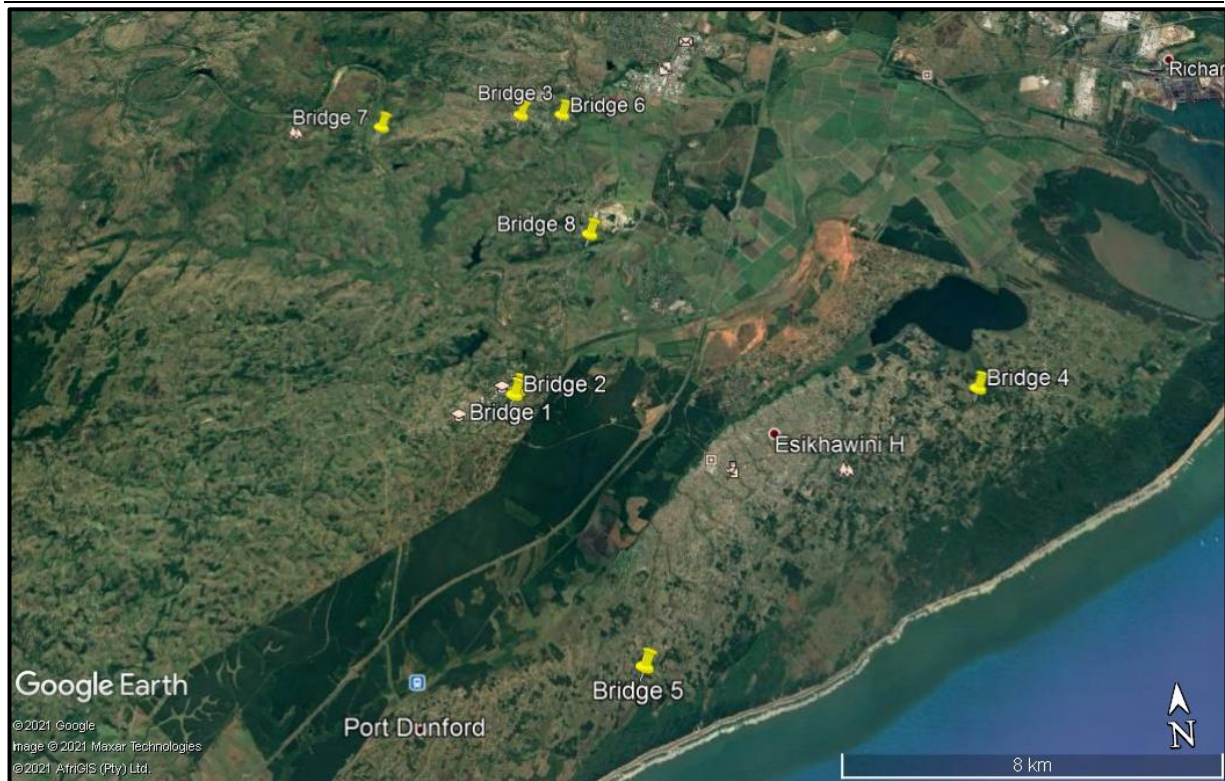 Richar
Bridge 3
Bridge 6
Bridge 7
Bridge 8
Bridge 2
Bridge 4
Bridge 1
Esikhawini H
Bridge 5
Port Dunford
Google Earth
©2021 Google
Image © 2021 Maxar Technologies
©2021 AfriGIS (Pty) Ltd.
N
8 km